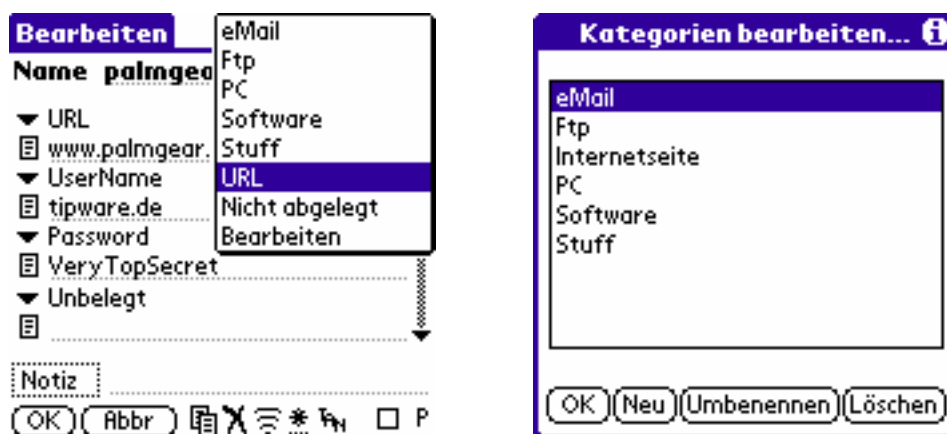 Bearbeiten
Name palmgea
URL
www.palmgear.
UserName
tipware.de
Password
VeryTopSecret
Unbelegt
Notiz
OK Abbr P
eMail
Ftp
PC
Software
Stuff
URL
Nicht abgelegt
Bearbeiten
Kategorien bearbeiten... i
eMail
Ftp
Internetseite
PC
Software
Stuff
OK Neu Umbenennen Löschen